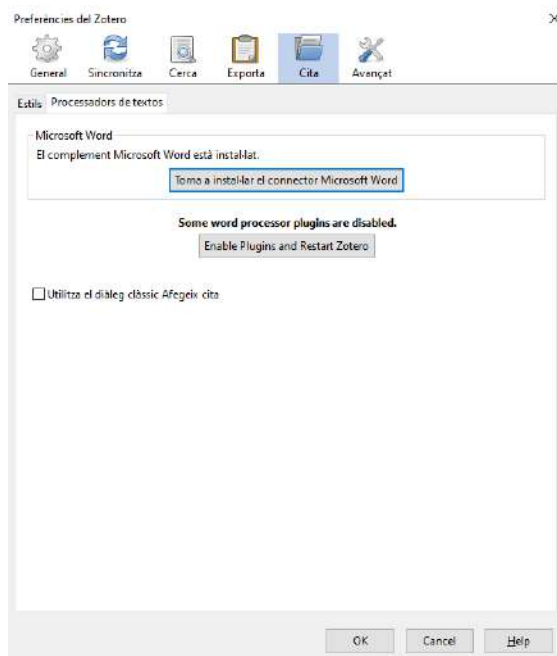 Preferències del Zotero
General Sincronitza Cerca Exporta Cita Avançat
Estils Processadors de textos
Microsoft Word
El complement Microsoft Word està instal·lat.
Torna a instal·lar el connector Microsoft Word
Some word processor plugins are disabled.
Enable Plugins and Restart Zotero
Utilitza el diàleg clàssic Afegeix cita
OK Cancel Help